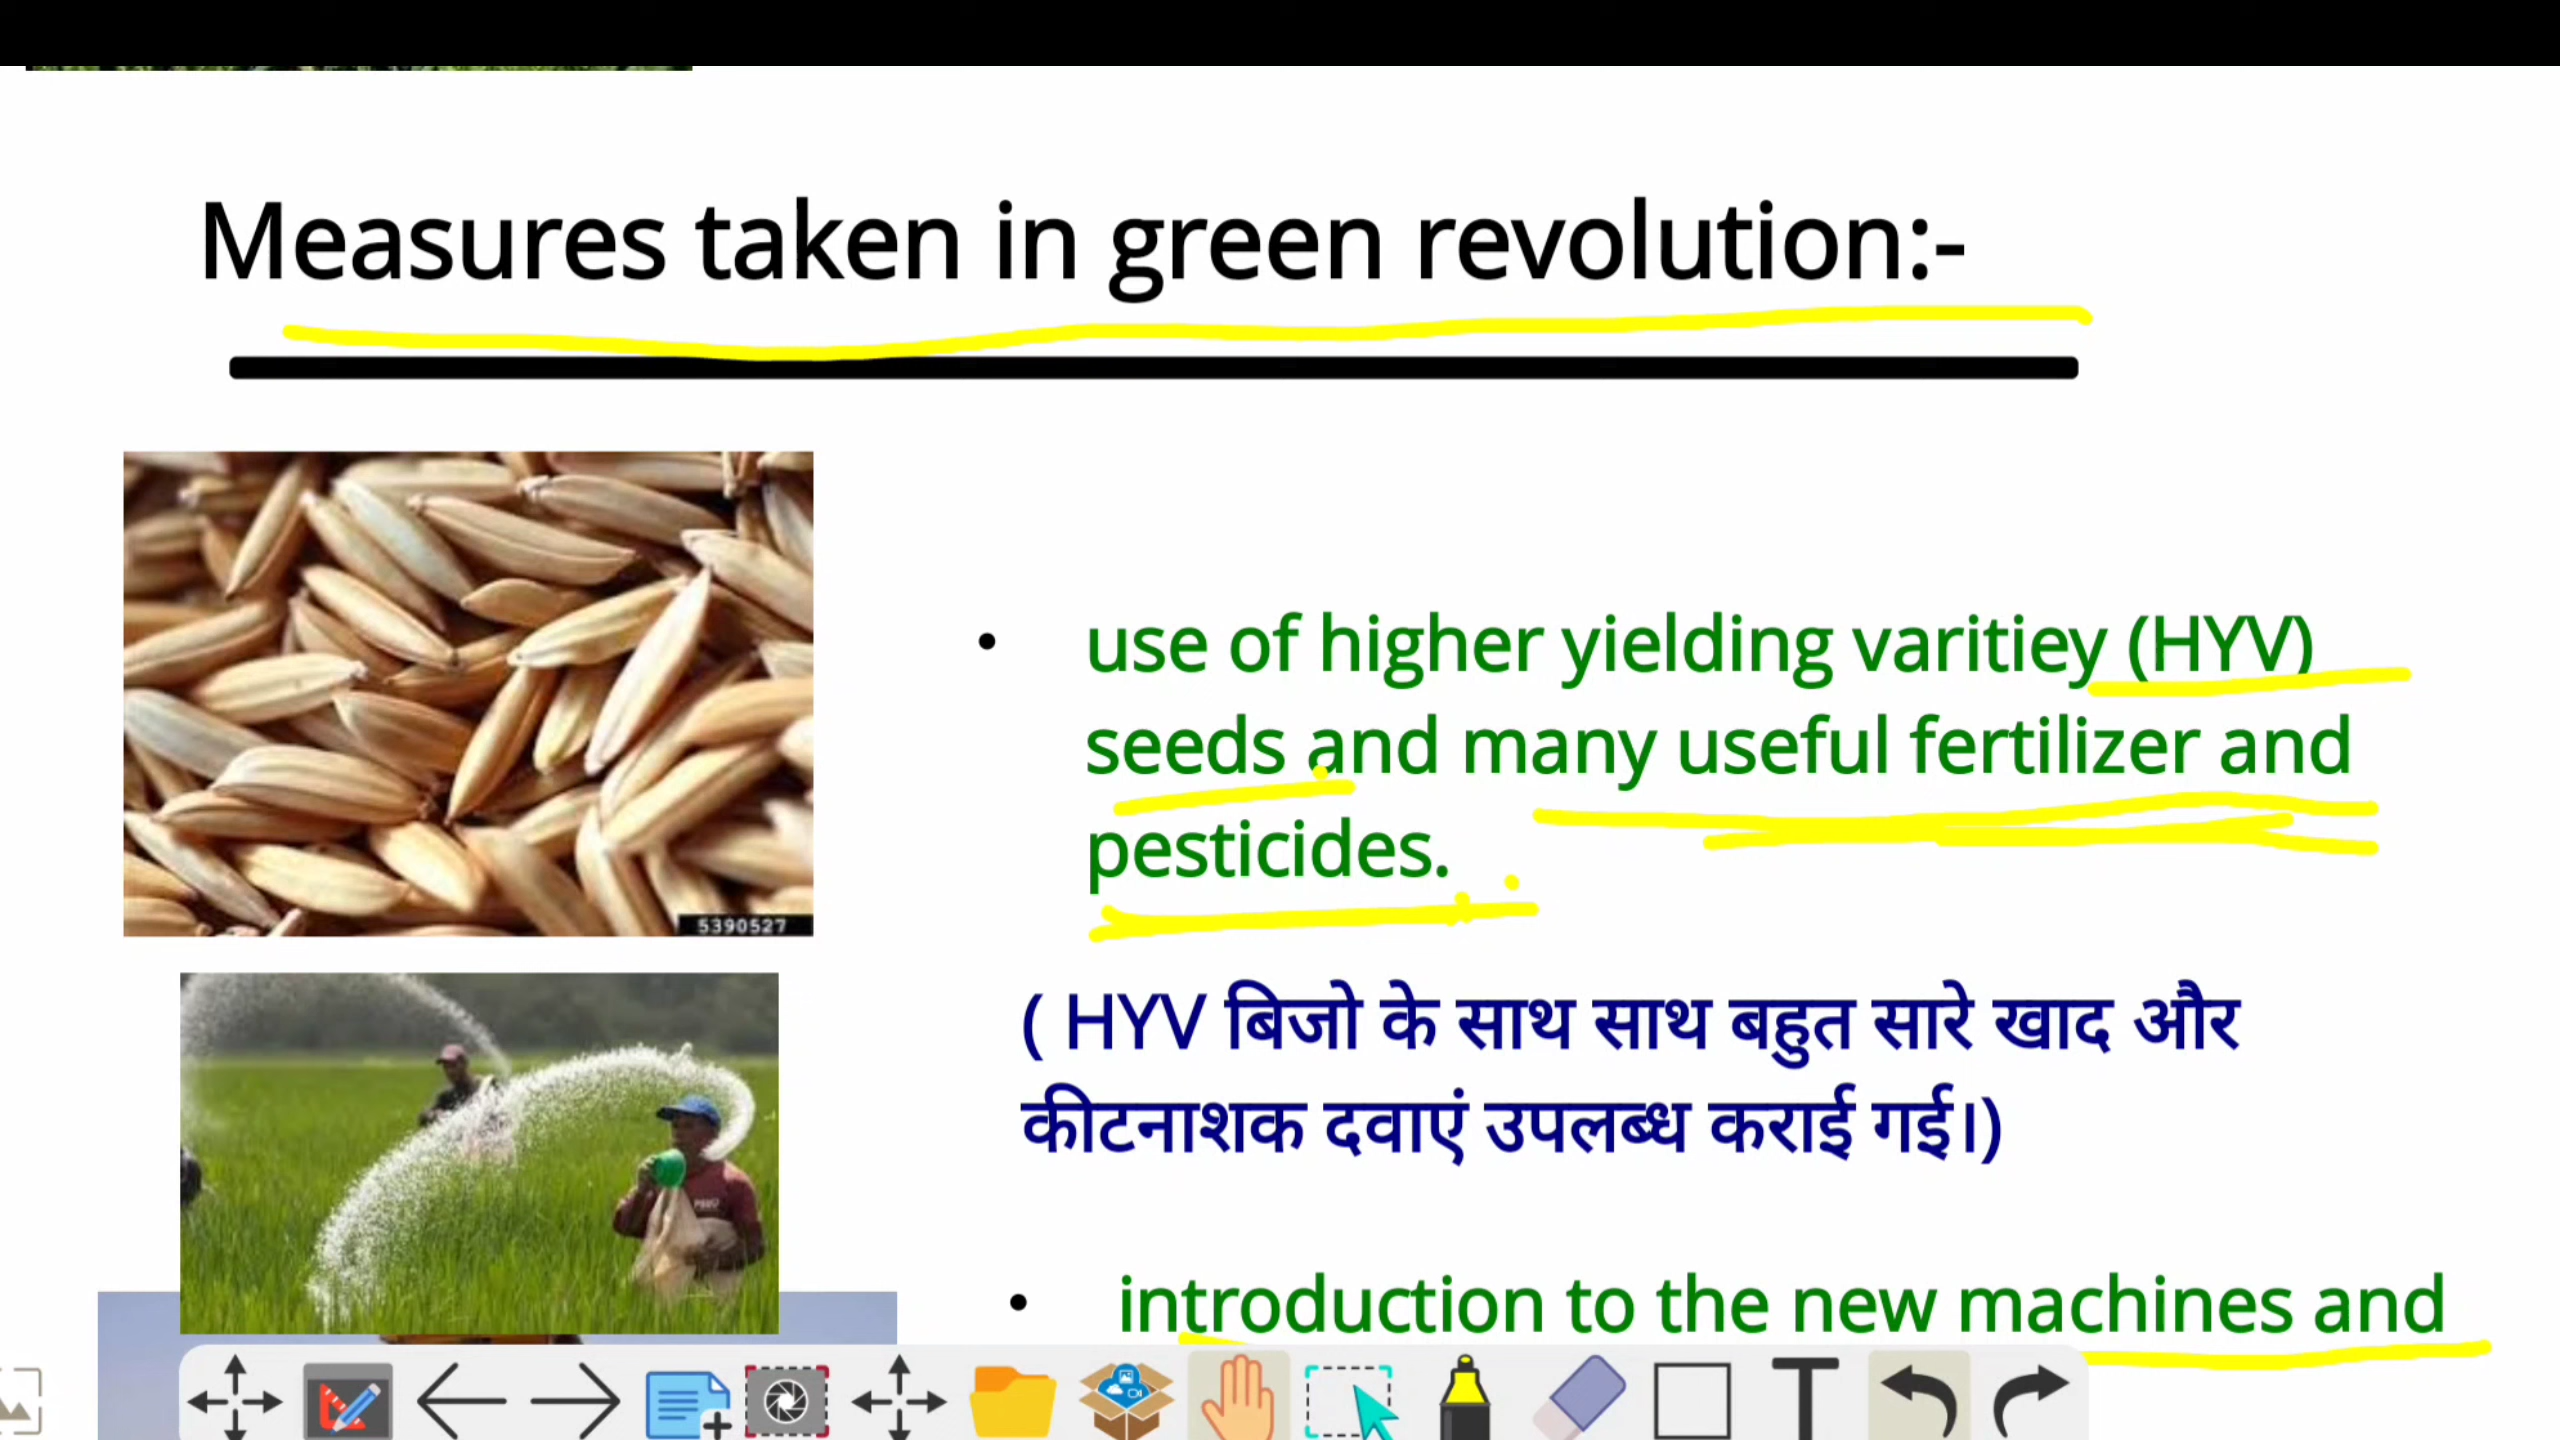 Measures taken in green revolution:-
• use of higher yielding varitiey (HYV)
seeds and many useful fertilizer and
pesticides.
5390527
( HYV बिजो के साथ साथ बहुत सारे खाद और
कीटनाशक दवाएं उपलब्ध कराई गई।)
• introduction to the new machines and